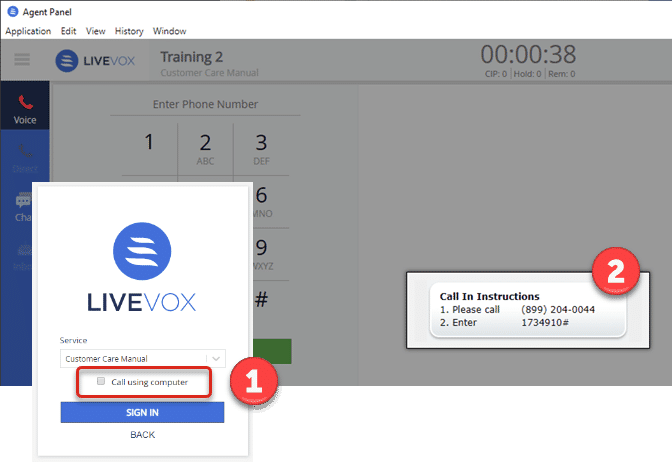 Agent Panel
Application Edit View History Window
LIVEVOX
Training 2
Customer Care Manual
00:00:38
CIP: 0 | Hold: 0 | Rem: 0
Voice
Direct
Enter Phone Number
1 2 3
ABC DEF
6
MNO
9
WXYZ
#
LIVEVOX
Service
Customer Care Manual
Call using computer
1
SIGN IN
BACK
2
Call In Instructions
1. Please call (899) 204-0044
2. Enter 1734910#